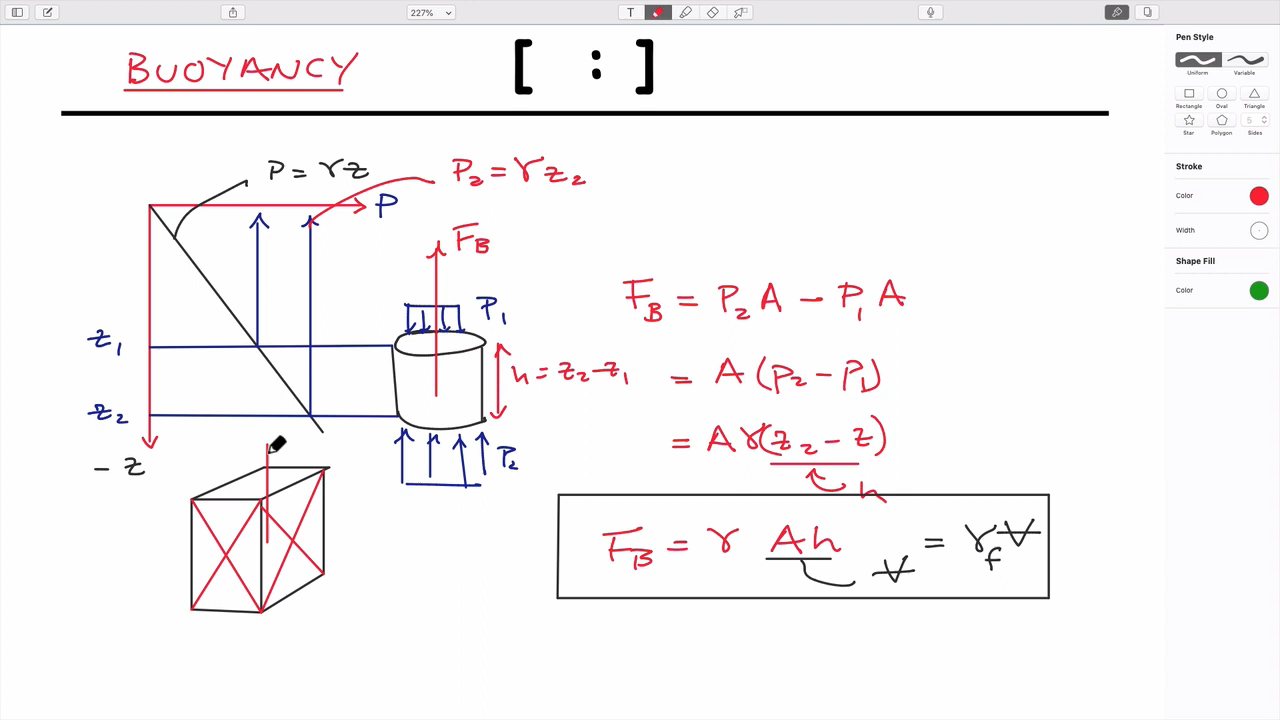 227%
T
Pen Style
Uniform Variable
Rectangle Oval Triangle
Star Polygon 5 Sides
Stroke
Color
Width
Shape Fill
Color
BUOYANCY [ : ]
P = γz
P₂ = γz₂
P
F_B
P₁
z₁
h = z₂ - z₁
z₂
P₂
- z
F_B = P₂A - P₁A
= A(P₂ - P₁)
= Aγ(z₂ - z)
h
F_B = γ Ah V = γ_f V